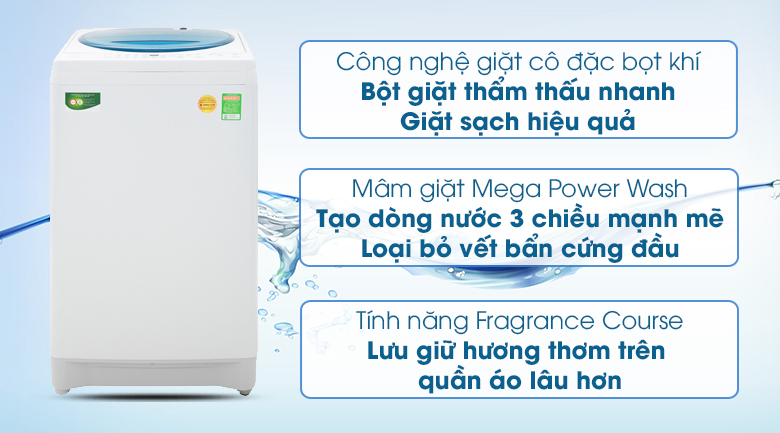 Công nghệ giặt cô đặc bọt khí
Bột giặt thẩm thấu nhanh
Giặt sạch hiệu quả
Mâm giặt Mega Power Wash
Tạo dòng nước 3 chiều mạnh mẽ
Loại bỏ vết bẩn cứng đầu
Tính năng Fragrance Course
Lưu giữ hương thơm trên
quần áo lâu hơn